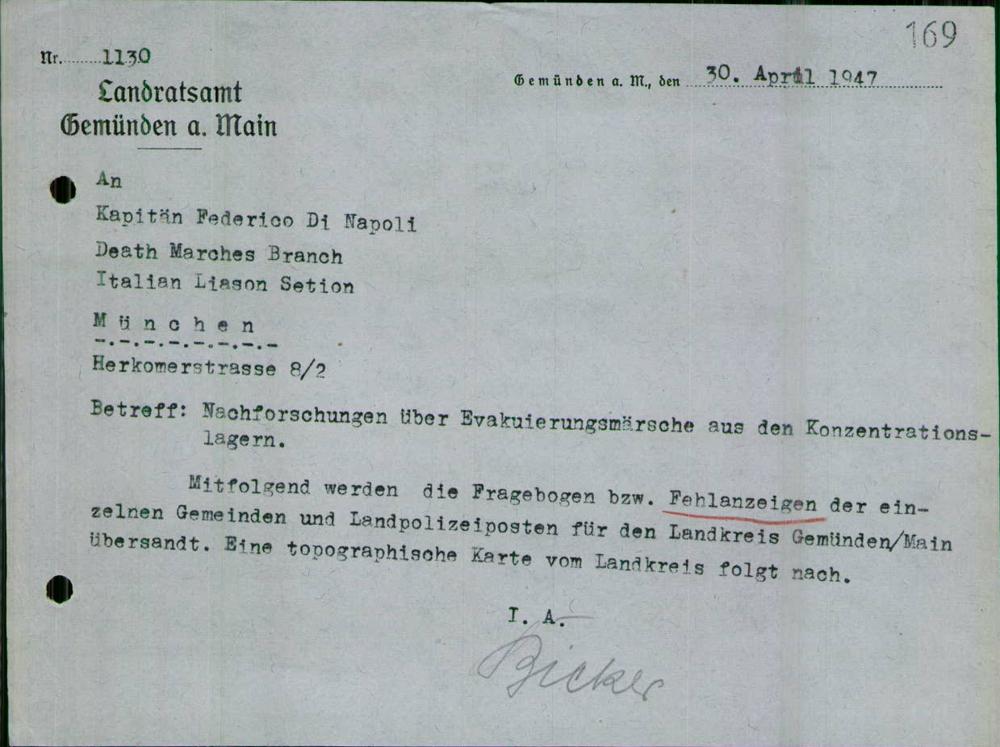 169
Nr. 1130
Gemünden a. M., den 30. April 1947
Landratsamt
Gemünden a. Main
An
Kapitän Federico Di Napoli
Death Marches Branch
Italian Liason Setion
M ü n c h e n
-.-.-.-.-.-.-.-
Herkomerstrasse 8/2
Betreff: Nachforschungen über Evakuierungsmärsche aus den Konzentrations-
lagern.
Mitfolgend werden die Fragebogen bzw. Fehlanzeigen der ein-
zelnen Gemeinden und Landpolizeiposten für den Landkreis Gemünden/Main
übersandt. Eine topographische Karte vom Landkreis folgt nach.
I. A.
Bicker